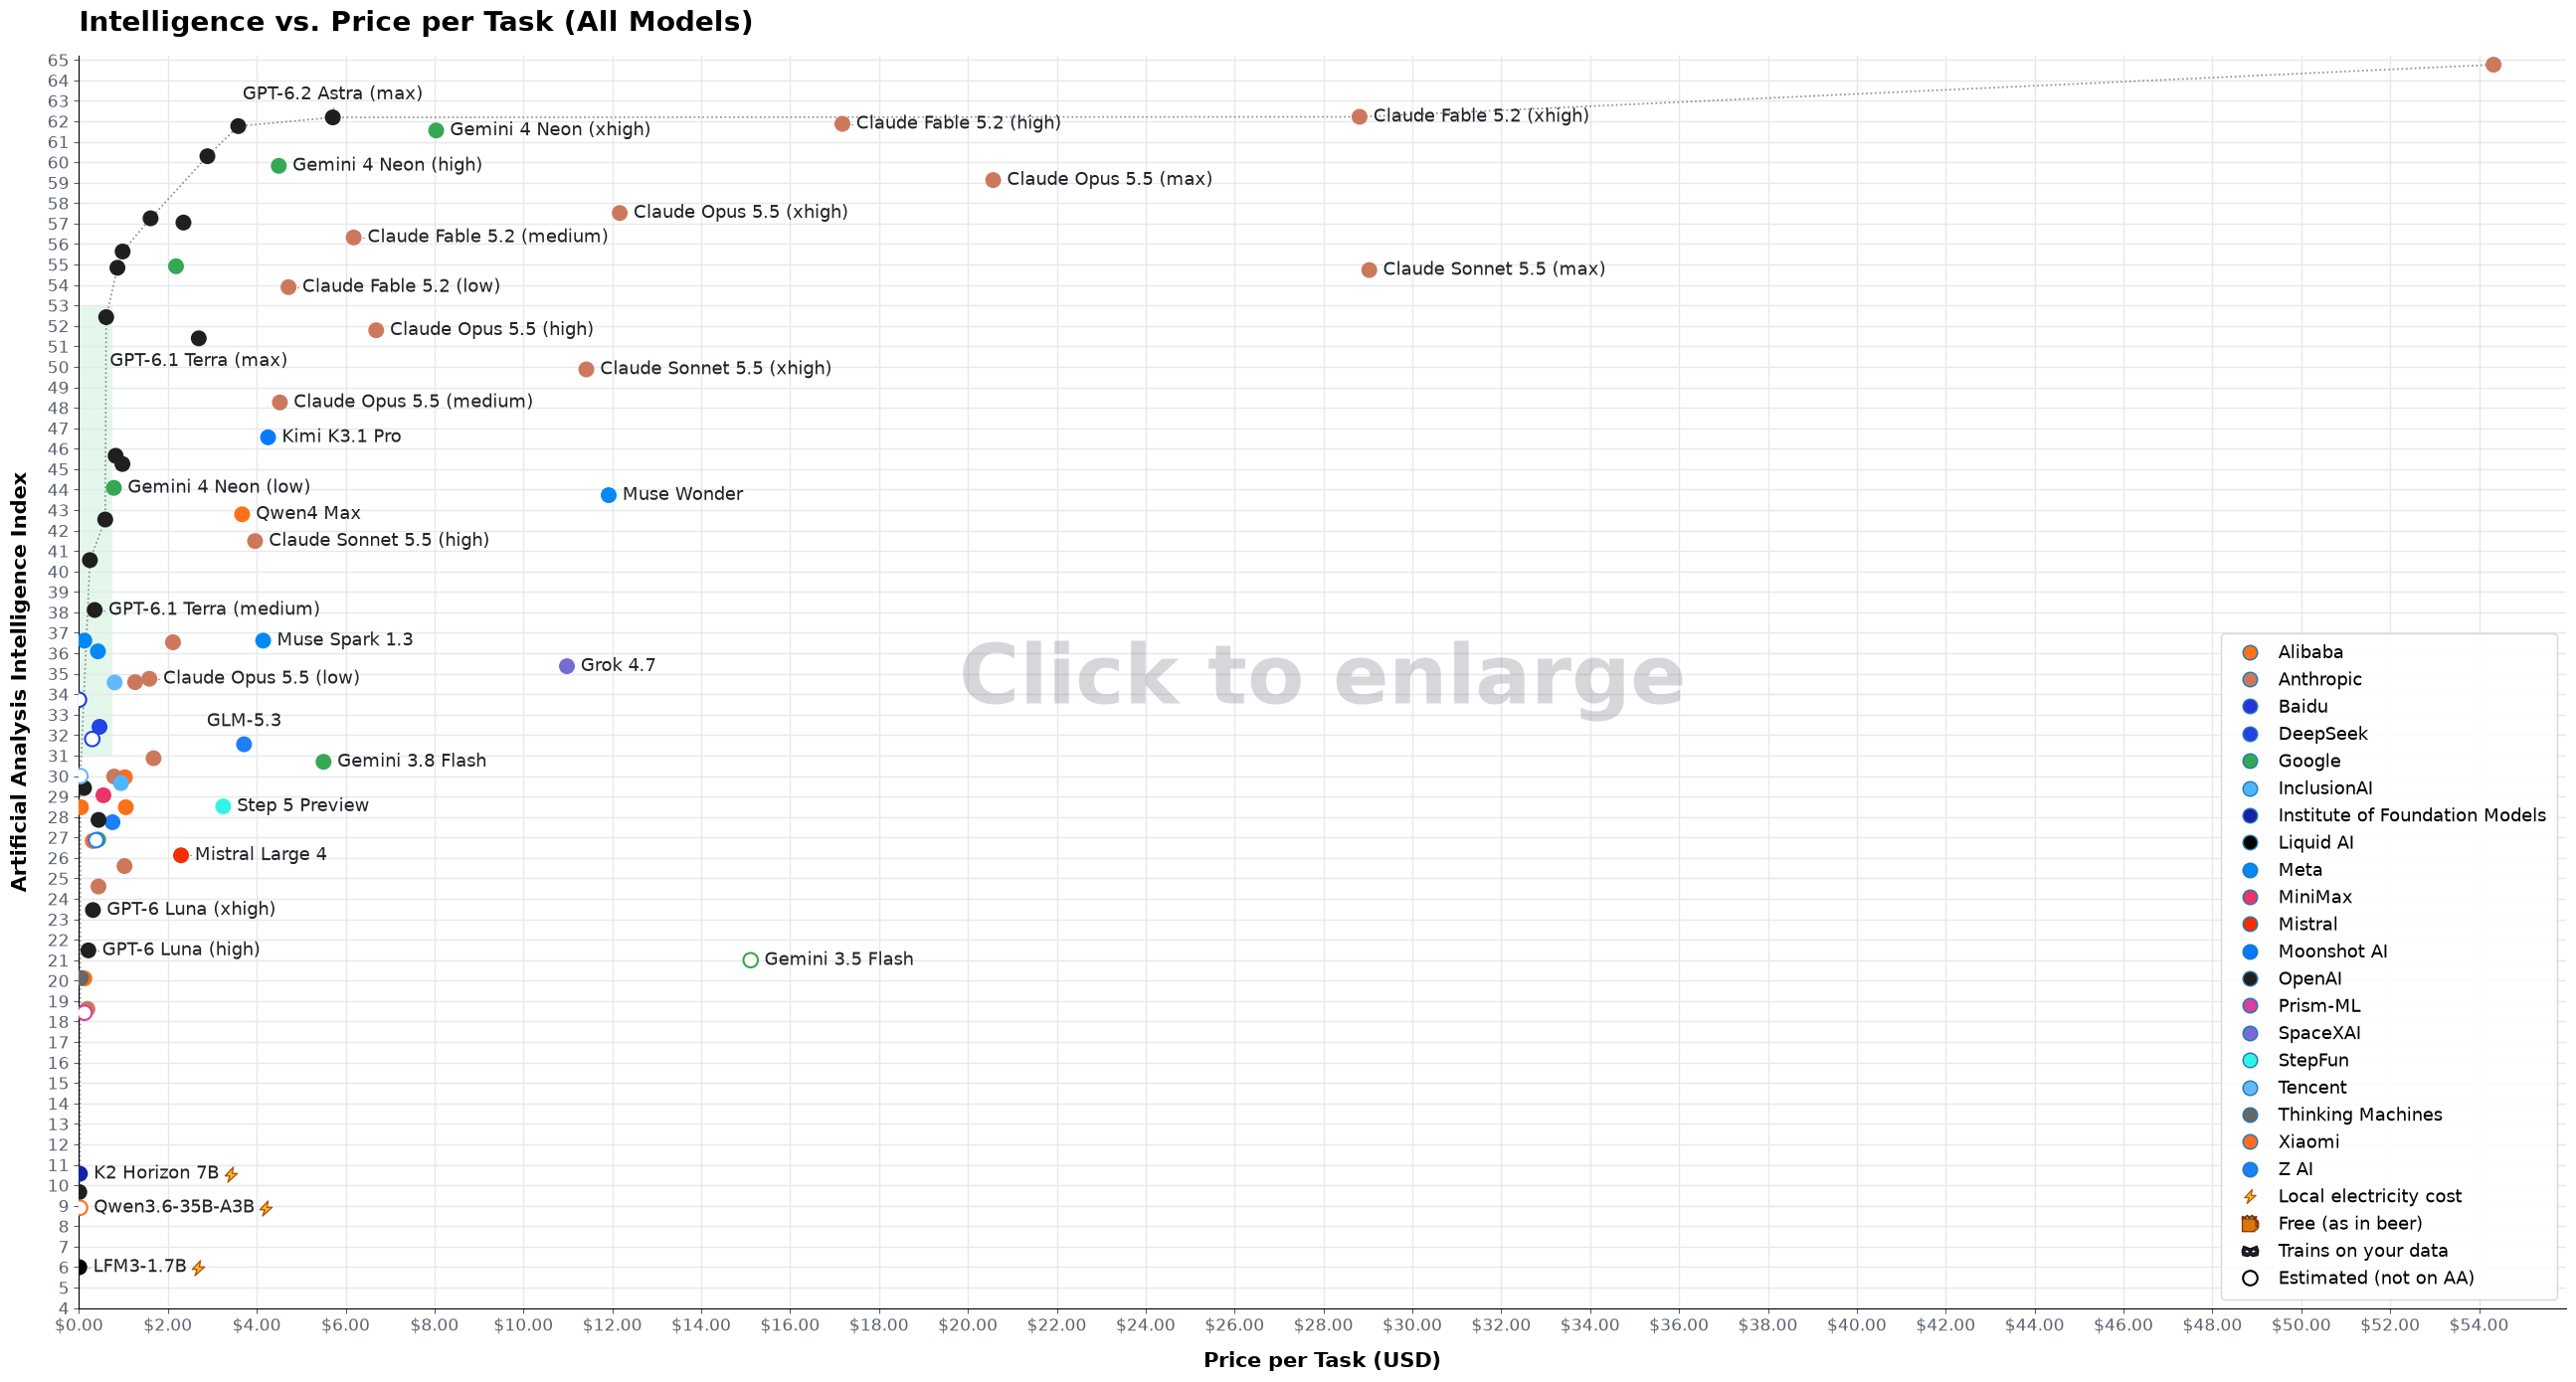 Intelligence vs. Price per Task (All Models)
Artificial Analysis Intelligence Index
65
64
63
62
61
60
59
58
57
56
55
54
53
52
51
50
49
48
47
46
45
44
43
42
41
40
39
38
37
36
35
34
33
32
31
30
29
28
27
26
25
24
23
22
21
20
19
18
17
16
15
14
13
12
11
10
9
8
7
6
5
4
GPT-6.2 Astra (max)
Claude Fable 5.2 (xhigh)
Claude Fable 5.2 (high)
Gemini 4 Neon (xhigh)
Gemini 4 Neon (high)
Claude Opus 5.5 (max)
Claude Opus 5.5 (xhigh)
Claude Fable 5.2 (medium)
Claude Sonnet 5.5 (max)
Claude Fable 5.2 (low)
Claude Opus 5.5 (high)
GPT-6.1 Terra (max)
Claude Sonnet 5.5 (xhigh)
Claude Opus 5.5 (medium)
Kimi K3.1 Pro
Gemini 4 Neon (low)
Muse Wonder
Qwen4 Max
Claude Sonnet 5.5 (high)
GPT-6.1 Terra (medium)
Muse Spark 1.3
Grok 4.7
Claude Opus 5.5 (low)
Click to enlarge
GLM-5.3
Gemini 3.8 Flash
Step 5 Preview
Mistral Large 4
GPT-6 Luna (xhigh)
GPT-6 Luna (high)
Gemini 3.5 Flash
K2 Horizon 7B
Qwen3.6-35B-A3B
LFM3-1.7B
Alibaba
Anthropic
Baidu
DeepSeek
Google
InclusionAI
Institute of Foundation Models
Liquid AI
Meta
MiniMax
Mistral
Moonshot AI
OpenAI
Prism-ML
SpaceXAI
StepFun
Tencent
Thinking Machines
Xiaomi
Z AI
Local electricity cost
Free (as in beer)
Trains on your data
Estimated (not on AA)
$0.00 $2.00 $4.00 $6.00 $8.00 $10.00 $12.00 $14.00 $16.00 $18.00 $20.00 $22.00 $24.00 $26.00 $28.00 $30.00 $32.00 $34.00 $36.00 $38.00 $40.00 $42.00 $44.00 $46.00 $48.00 $50.00 $52.00 $54.00
Price per Task (USD)